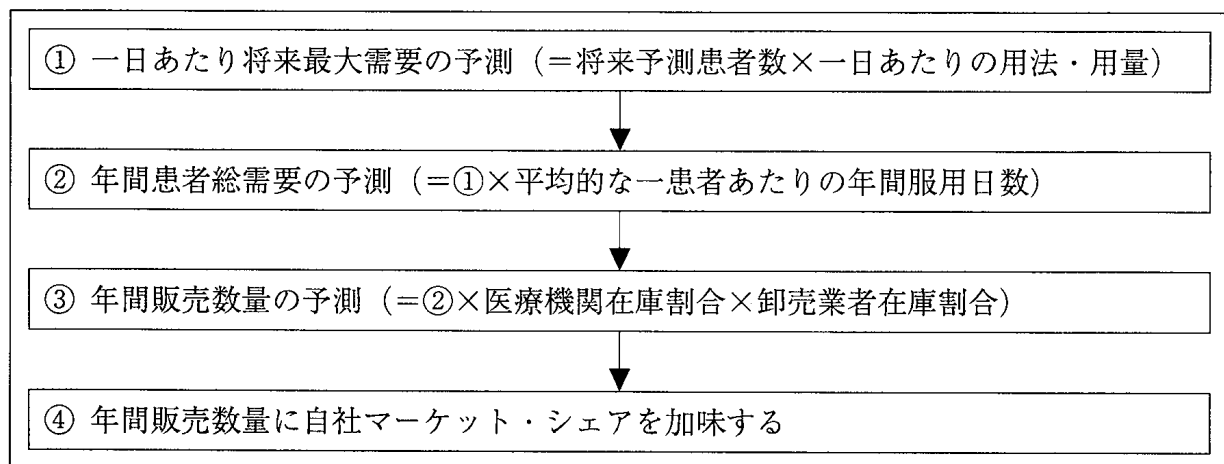 ① 一日あたり将来最大需要の予測（＝将来予測患者数×一日あたりの用法・用量）
② 年間患者総需要の予測（＝①×平均的な一患者あたりの年間服用日数）
③ 年間販売数量の予測（＝②×医療機関在庫割合×卸売業者在庫割合）
④ 年間販売数量に自社マーケット・シェアを加味する